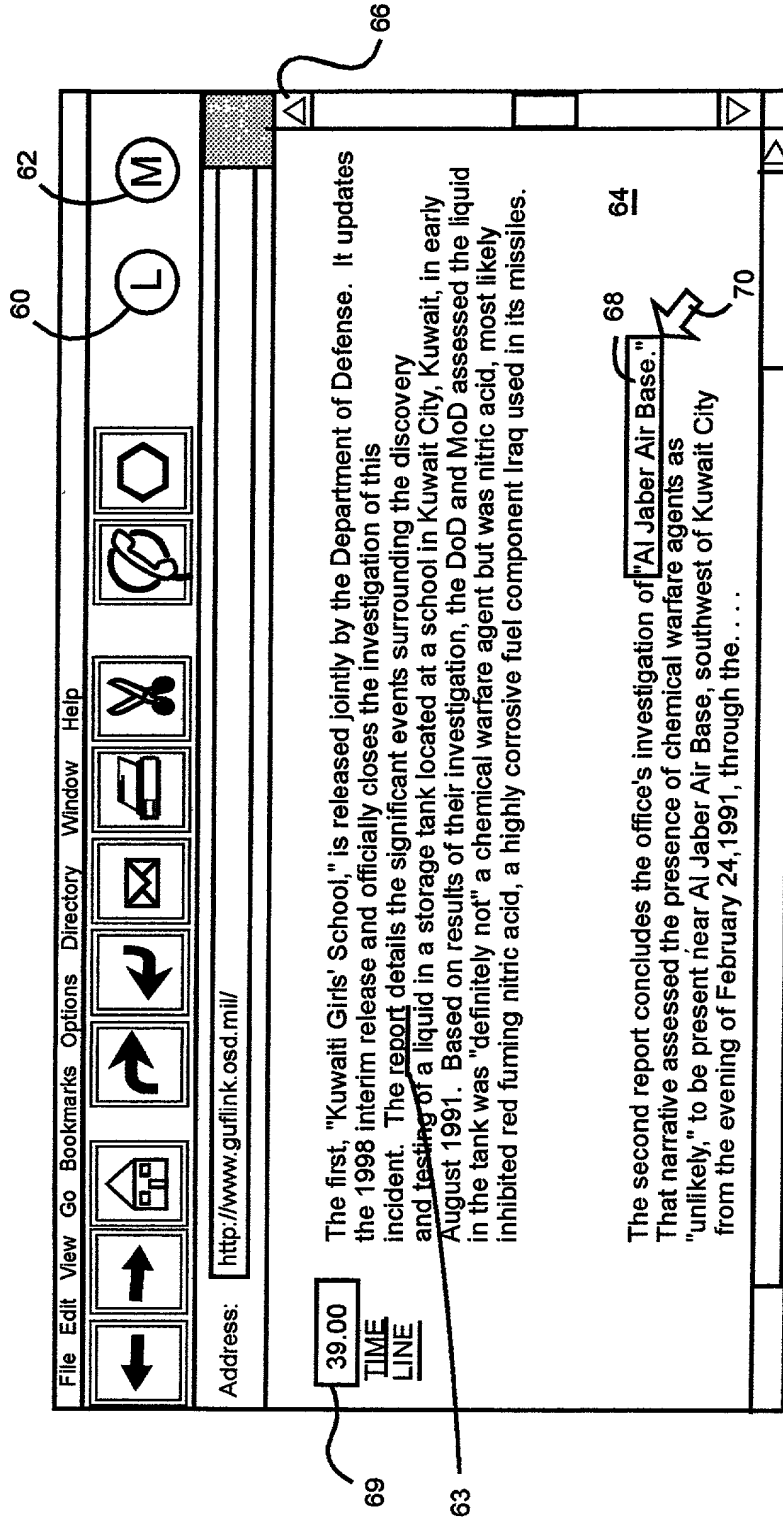 60
62
File Edit View Go Bookmarks Options Directory Window Help
L
M
Address:
http://www.guflink.osd.mil/
66
69
39.00
TIME
LINE
63
The first, "Kuwaiti Girls' School," is released jointly by the Department of Defense. It updates
the 1998 interim release and officially closes the investigation of this
incident. The report details the significant events surrounding the discovery
and testing of a liquid in a storage tank located at a school in Kuwait City, Kuwait, in early
August 1991. Based on results of their investigation, the DoD and MoD assessed the liquid
in the tank was "definitely not" a chemical warfare agent but was nitric acid, most likely
inhibited red fuming nitric acid, a highly corrosive fuel component Iraq used in its missiles.
64
68
The second report concludes the office's investigation of "Al Jaber Air Base."
That narrative assessed the presence of chemical warfare agents as
"unlikely," to be present near Al Jaber Air Base, southwest of Kuwait City
from the evening of February 24,1991, through the. . . .
70